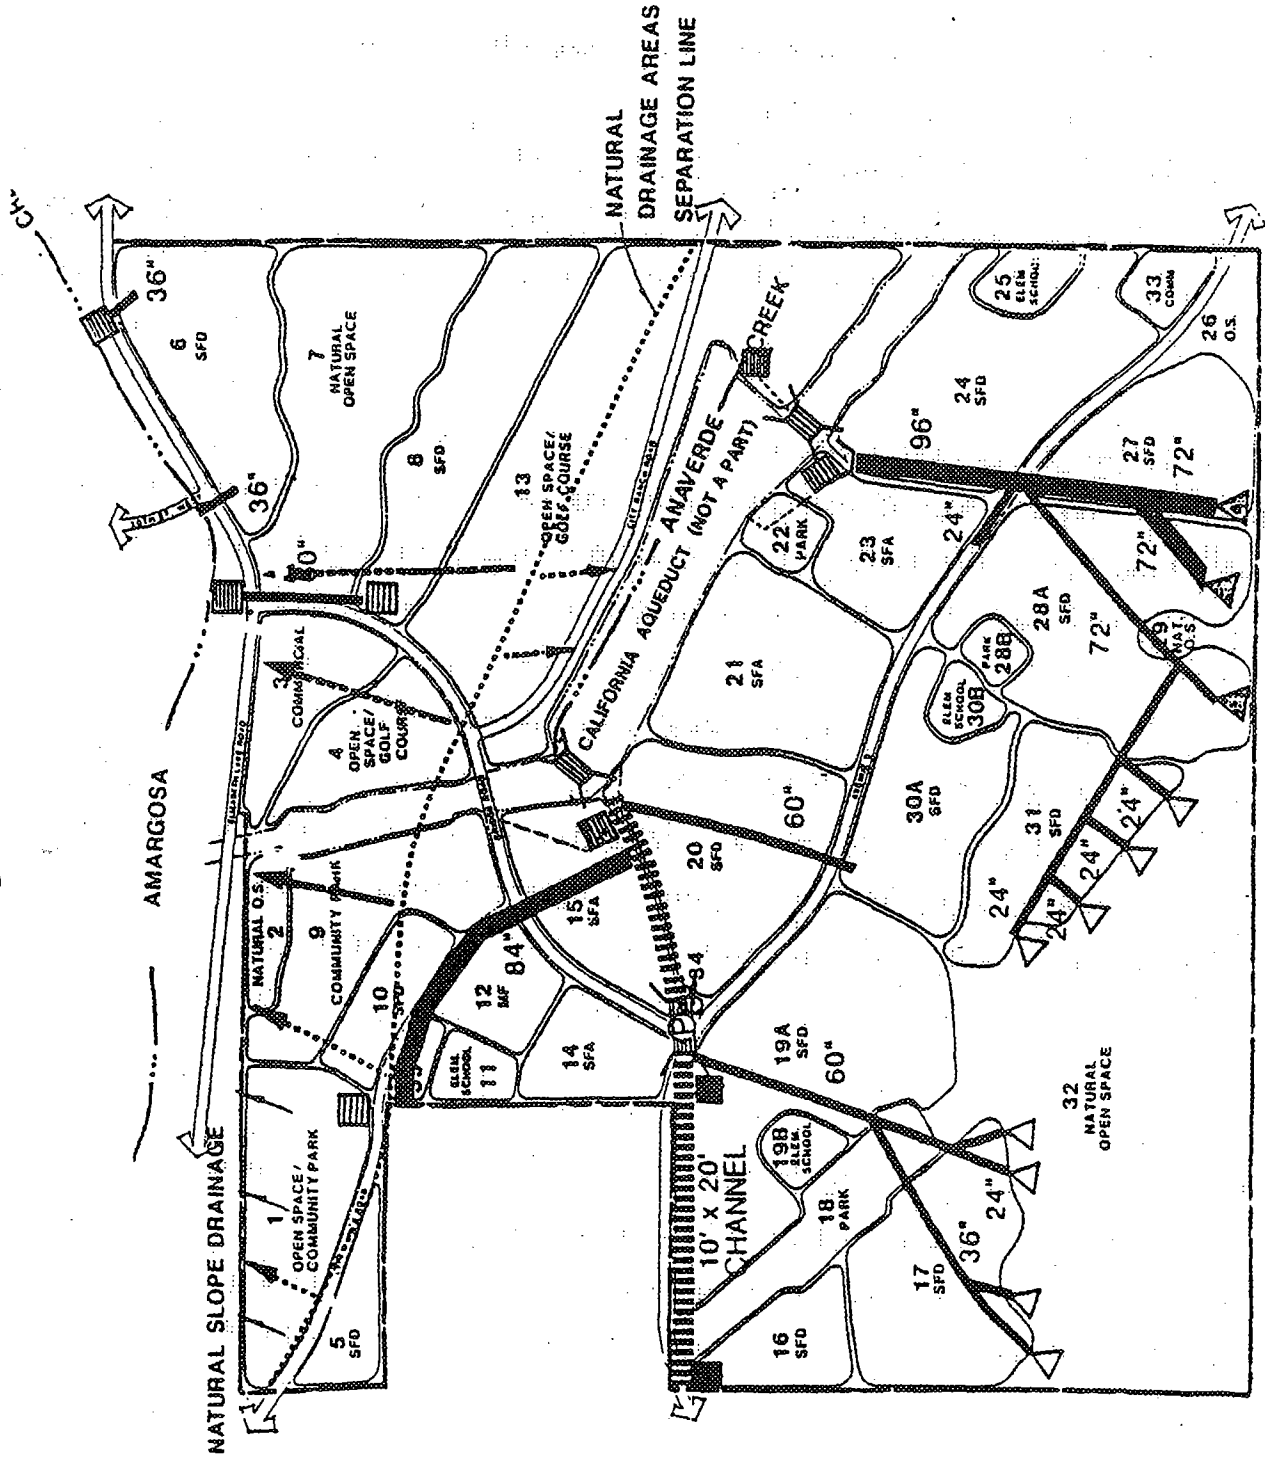 AMARGOSA
NATURAL SLOPE DRAINAGE
NATURAL
DRAINAGE AREAS
SEPARATION LINE
36"
36"
6
SFD
7
NATURAL
OPEN SPACE
8
SFD
13
OPEN SPACE/
GOLF COURSE
CITY RANCH ROAD
3
COMMERCIAL
4
OPEN
SPACE/
GOLF
COURSE
NATURAL O.S.
2
9
COMMUNITY PARK
10
SFD
1
OPEN SPACE/
COMMUNITY PARK
5
SFD
ELEM.
SCHOOL
11
12
MF
84"
14
SFA
15
SFA
CALIFORNIA AQUEDUCT (NOT A PART)
ANAVERDE
CREEK
20
SFD
60"
21
SFA
22
PARK
23
SFA
24"
96"
24
SFD
25
ELEM.
SCHOOL
33
COMM
26
O.S.
27
SFD
72"
72"
72"
28A
SFD
PARK
28B
29
NAT.
O.S.
ELEM
SCHOOL
30B
30A
SFD
31
SFD
24"
24"
24"
24"
84
19A
SFD
60"
19B
ELEM.
SCHOOL
10' X 20'
CHANNEL
18
PARK
16
SFD
17
SFD
36"
24"
32
NATURAL
OPEN SPACE